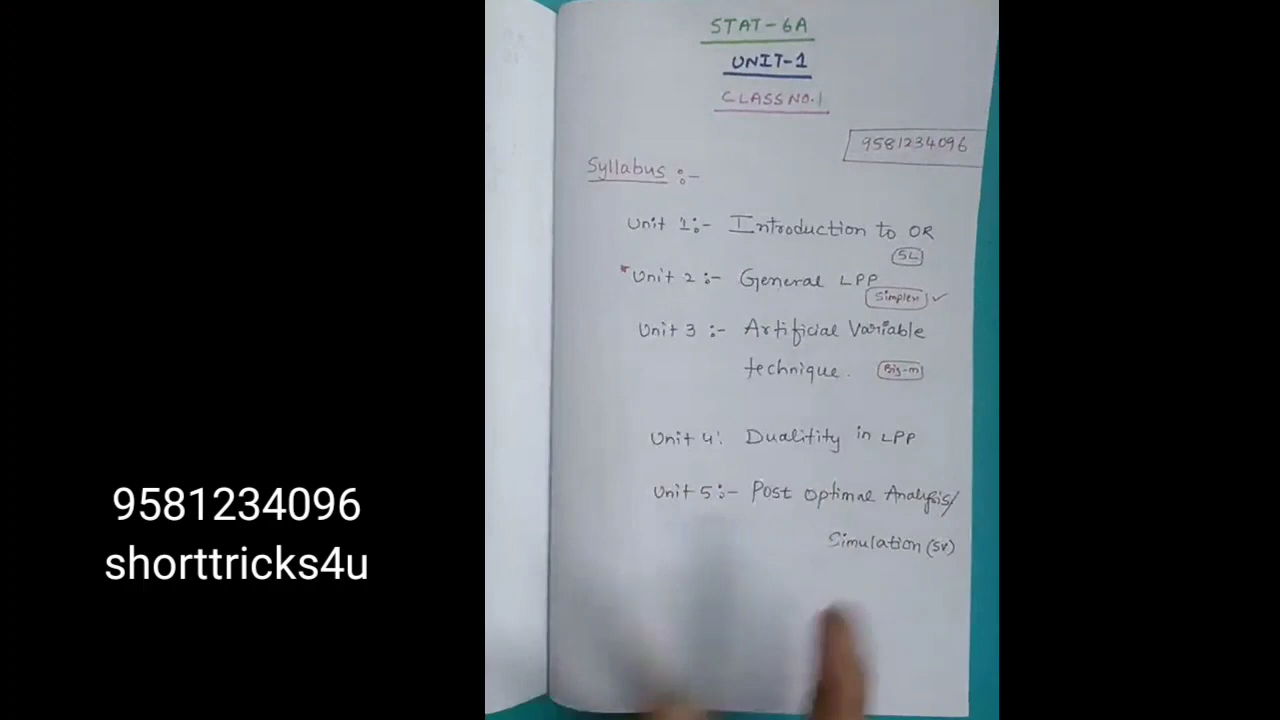 STAT-6A
UNIT-1
CLASS NO.1
9581234096
Syllabus :-
Unit 1:- Introduction to OR
SL
*Unit 2:- General LPP
Simplex ✓
Unit 3:- Artificial Variable
technique.
Big-m
Unit 4: Dualitity in LPP
Unit 5:- Post optimal Analysis/
Simulation (SV)
9581234096
shorttricks4u